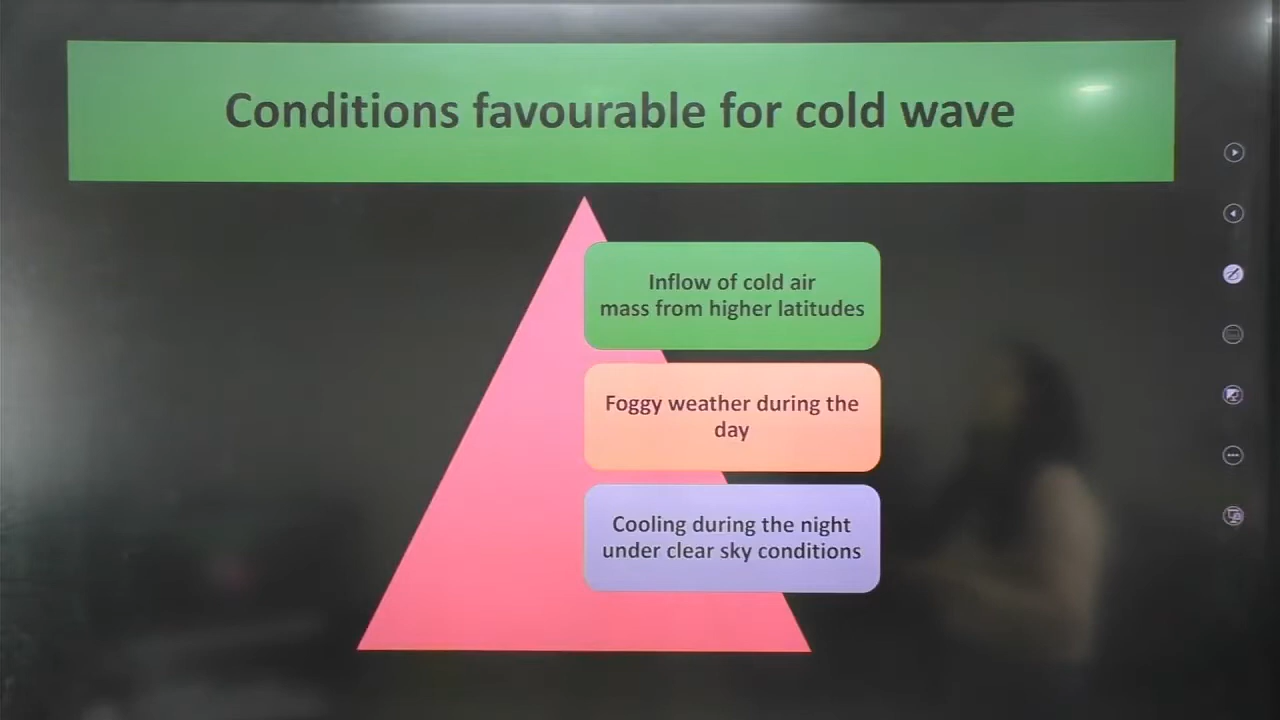 Conditions favourable for cold wave
Inflow of cold air
mass from higher latitudes
Foggy weather during the
day
Cooling during the night
under clear sky conditions